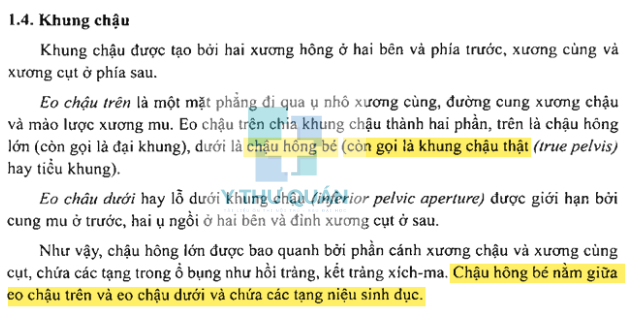 1.4. Khung chậu
Khung chậu được tạo bởi hai xương hông ở hai bên và phía trước, xương cùng và
xương cụt ở phía sau.
Eo chậu trên là một mặt phẳng đi qua ụ nhô xương cùng, đường cung xương chậu
và mào lược xương mu. Eo chậu trên chia khung chậu thành hai phần, trên là chậu hông
lớn (còn gọi là đại khung), dưới là chậu hông bé (còn gọi là khung chậu thật (true pelvis)
hay tiểu khung).
Eo chậu dưới hay lỗ dưới khung chậu (inferior pelvic aperture) được giới hạn bởi
cung mu ở trước, hai ụ ngồi ở hai bên và đỉnh xương cụt ở sau.
Y THƯ QUÁN
Như vậy, chậu hông lớn được bao quanh bởi phần cánh xương chậu và xương cùng
cụt, chứa các tạng trong ổ bụng như hồi tràng, kết tràng xích-ma. Chậu hông bé nằm giữa
eo chậu trên và eo chậu dưới và chứa các tạng niệu sinh dục.